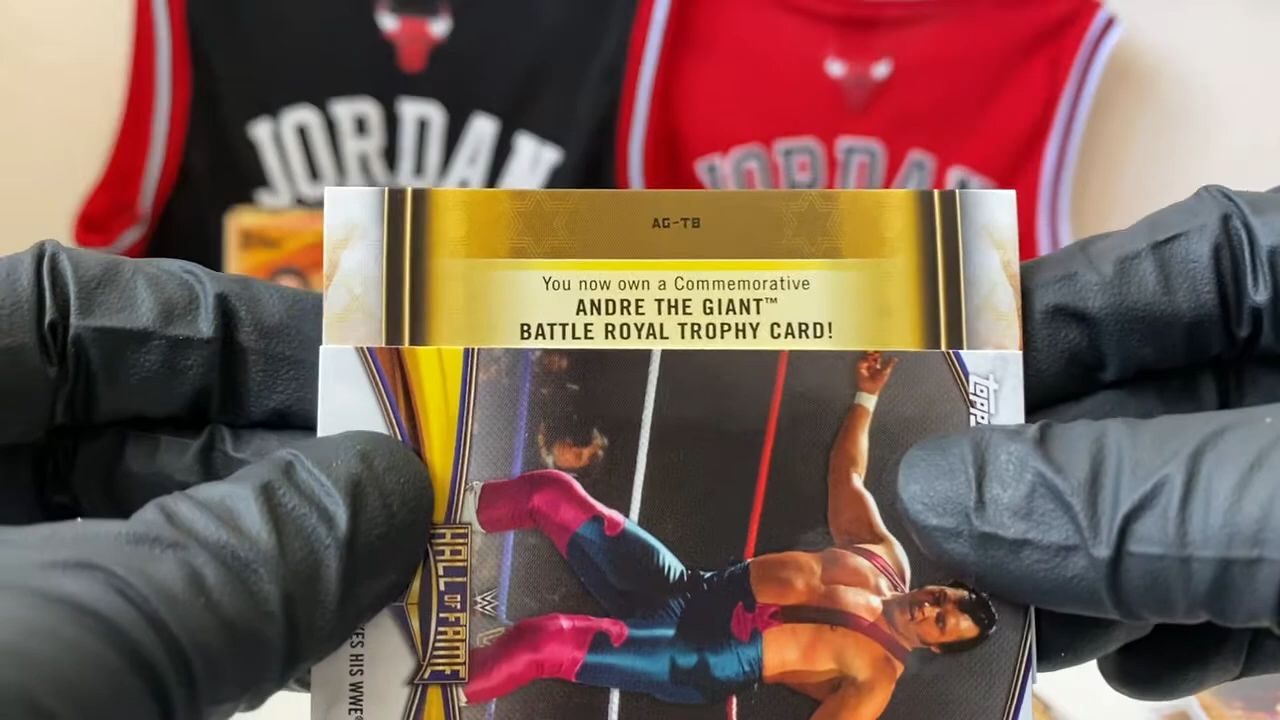 JORDAN
JORDAN
AG-TB
You now own a Commemorative
ANDRE THE GIANT™
BATTLE ROYAL TROPHY CARD!
topps
HALL OF FAME
W
HIS WWE